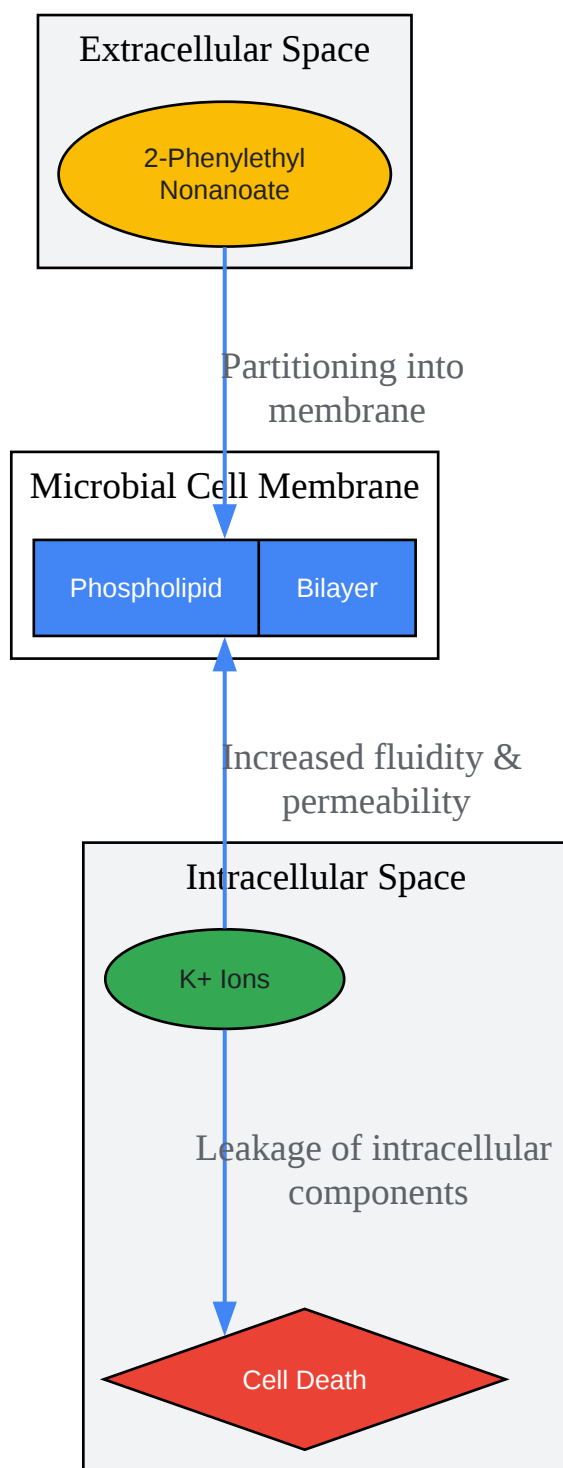 Extracellular Space
2-Phenylethyl
Nonanoate
Partitioning into
membrane
Microbial Cell Membrane
Phospholipid
Bilayer
Increased fluidity &
permeability
Intracellular Space
K+ Ions
Leakage of intracellular
components
Cell Death